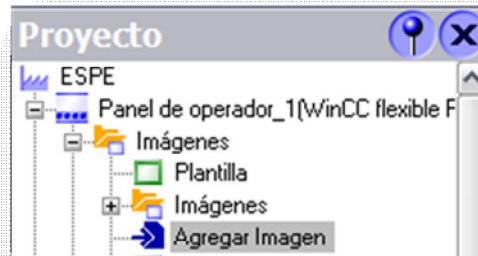 Proyecto
ESPE
Panel de operador_1(WinCC flexible
Imágenes
Plantilla
Imágenes
Agregar Imagen